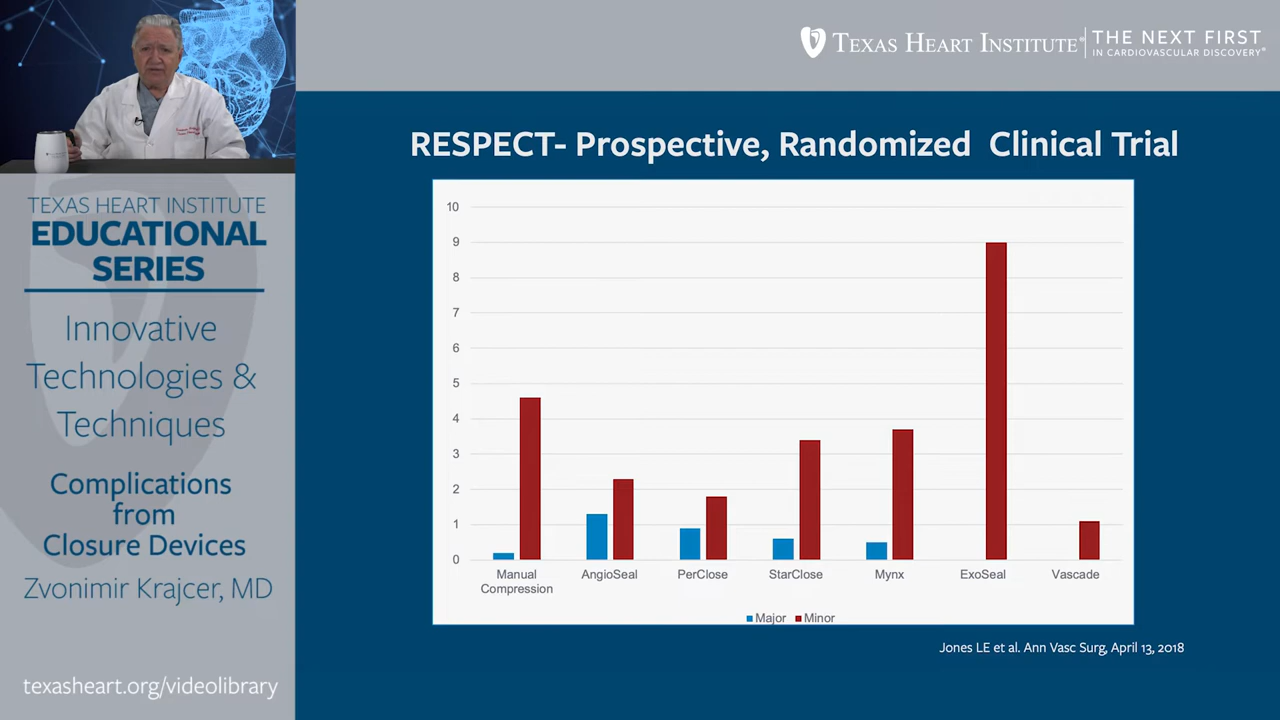 TEXAS HEART INSTITUTE®
THE NEXT FIRST
IN CARDIOVASCULAR DISCOVERY®
TEXAS HEART INSTITUTE
EDUCATIONAL
SERIES
Innovative
Technologies &
Techniques
Complications
from
Closure Devices
Zvonimir Krajcer, MD
texasheart.org/videolibrary
RESPECT- Prospective, Randomized Clinical Trial
10
9
8
7
6
5
4
3
2
1
0
Manual
Compression
AngioSeal
PerClose
StarClose
Mynx
ExoSeal
Vascade
Major
Minor
Jones LE et al. Ann Vasc Surg, April 13, 2018